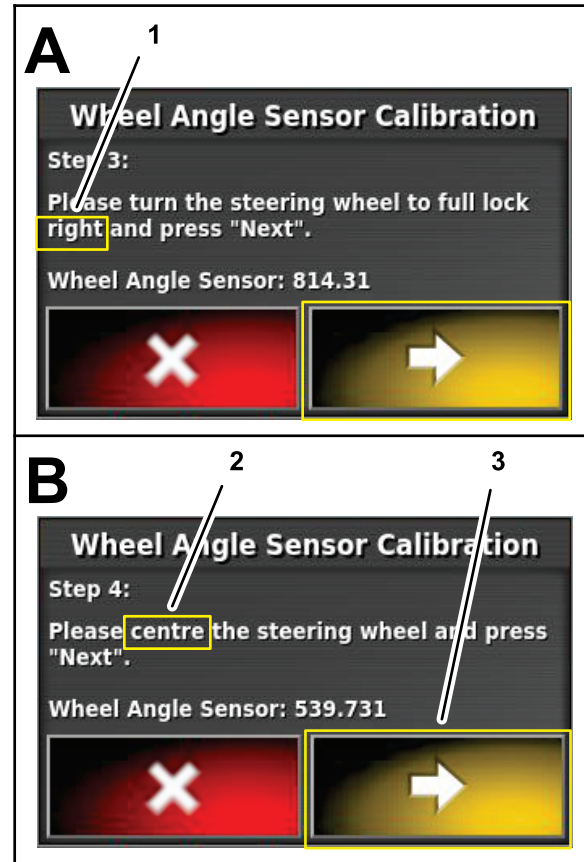 A
1
Wheel Angle Sensor Calibration
Step 3:
Please turn the steering wheel to full lock
right and press "Next".
Wheel Angle Sensor: 814.31
B
2
3
Wheel Angle Sensor Calibration
Step 4:
Please centre the steering wheel and press
"Next".
Wheel Angle Sensor: 539.731